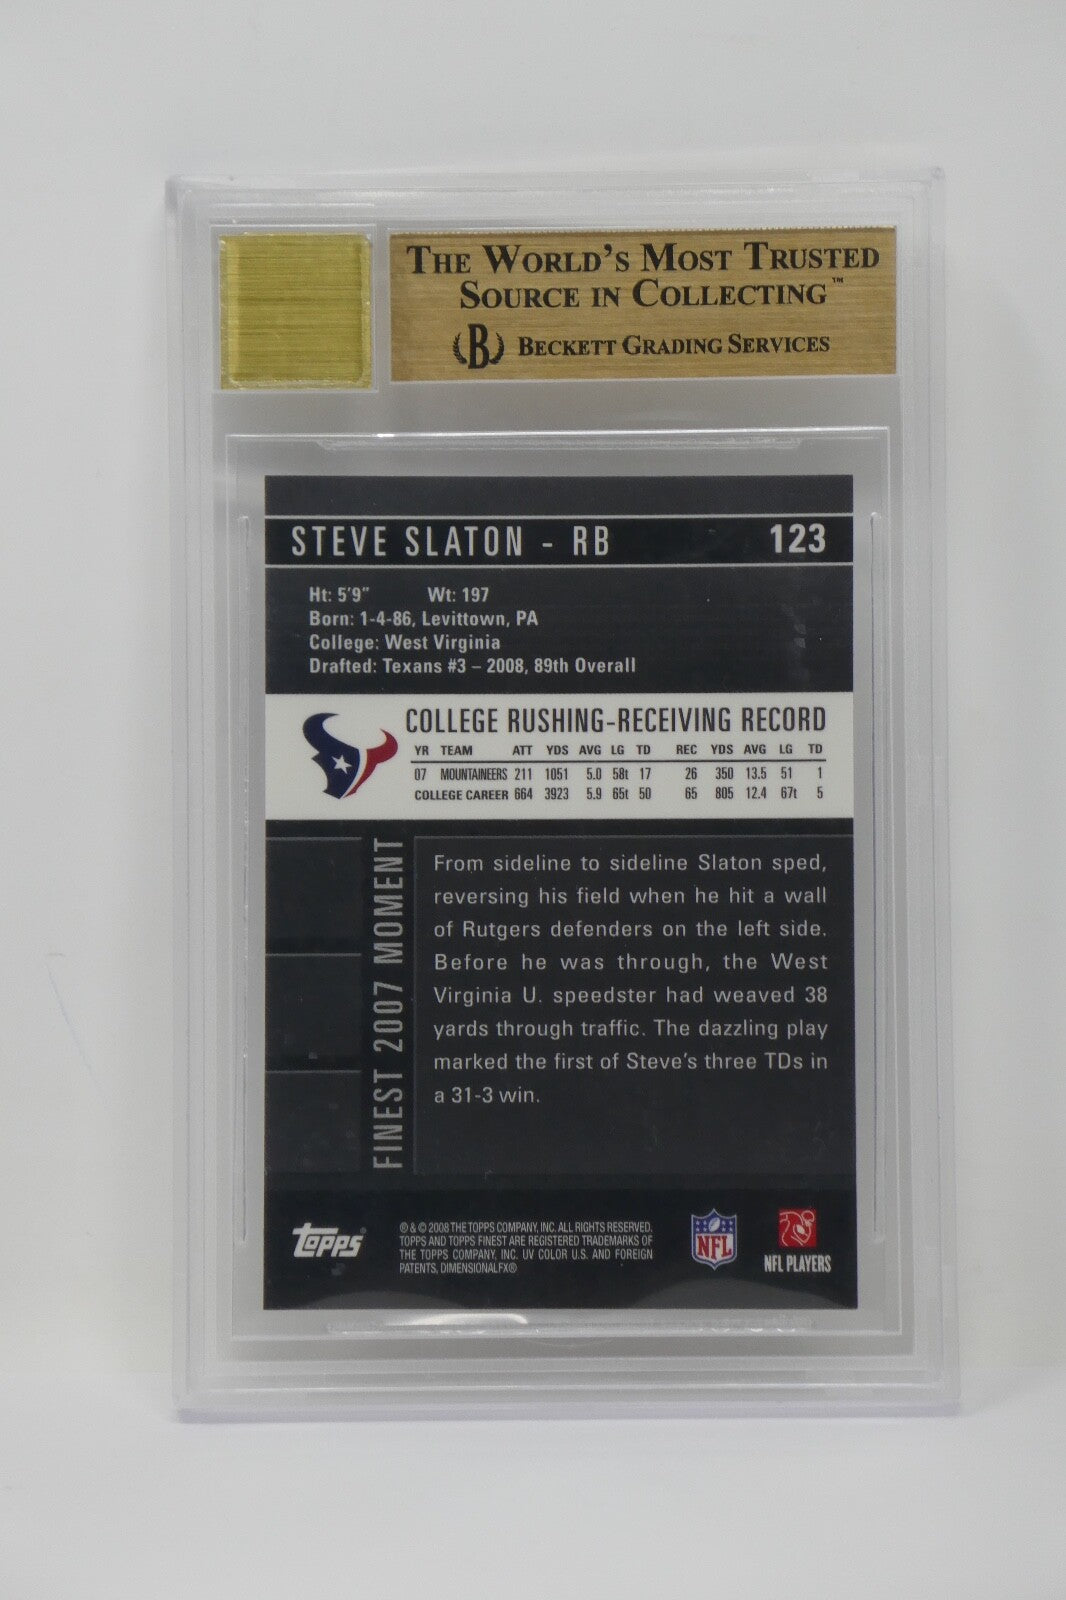 THE WORLD'S MOST TRUSTED
SOURCE IN COLLECTING™
B BECKETT GRADING SERVICES
STEVE SLATON - RB 123
Ht: 5'9" Wt: 197
Born: 1-4-86, Levittown, PA
College: West Virginia
Drafted: Texans #3 – 2008, 89th Overall
COLLEGE RUSHING-RECEIVING RECORD
YR TEAM ATT YDS AVG LG TD REC YDS AVG LG TD
07 MOUNTAINEERS 211 1051 5.0 58t 17 26 350 13.5 51 1
COLLEGE CAREER 664 3923 5.9 65t 50 65 805 12.4 67t 5
FINEST 2007 MOMENT
From sideline to sideline Slaton sped,
reversing his field when he hit a wall
of Rutgers defenders on the left side.
Before he was through, the West
Virginia U. speedster had weaved 38
yards through traffic. The dazzling play
marked the first of Steve's three TDs in
a 31-3 win.
TOPPS®
® & © 2008 THE TOPPS COMPANY, INC. ALL RIGHTS RESERVED.
TOPPS AND TOPPS FINEST ARE REGISTERED TRADEMARKS OF
THE TOPPS COMPANY, INC. UV COLOR U.S. AND FOREIGN
PATENTS, DIMENSIONALFX®
NFL
NFL PLAYERS